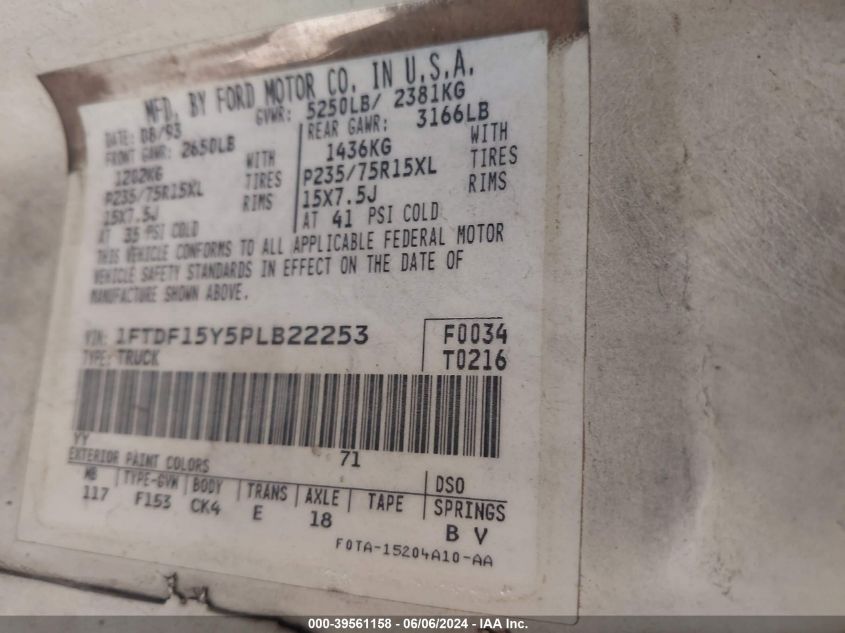 MFD. BY FORD MOTOR CO. IN U.S.A.
DATE: 08/93 GVWR: 5250LB/ 2381KG
FRONT GAWR: 2650LB REAR GAWR: 3166LB
1202KG WITH 1436KG WITH
P235/75R15XL TIRES P235/75R15XL TIRES
15X7.5J RIMS 15X7.5J RIMS
AT 35 PSI COLD AT 41 PSI COLD
THIS VEHICLE CONFORMS TO ALL APPLICABLE FEDERAL MOTOR
VEHICLE SAFETY STANDARDS IN EFFECT ON THE DATE OF
MANUFACTURE SHOWN ABOVE.
VIN: 1FTDF15Y5PLB22253 F0034
TYPE: TRUCK T0216
YY 71
EXTERIOR PAINT COLORS DSO
WB TYPE-GVW BODY TRANS AXLE TAPE SPRINGS
117 F153 CK4 E 18 B V
F0TA-15204A10-AA
000-39561158 - 06/06/2024 - IAA Inc.